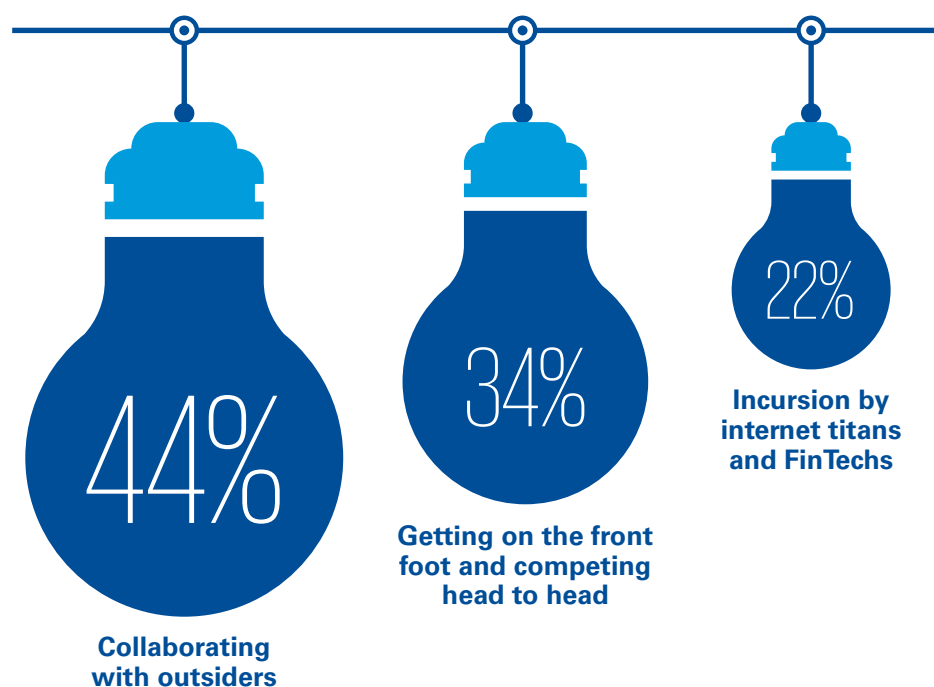 44%
Collaborating
with outsiders
34%
Getting on the front
foot and competing
head to head
22%
Incursion by
internet titans
and FinTechs